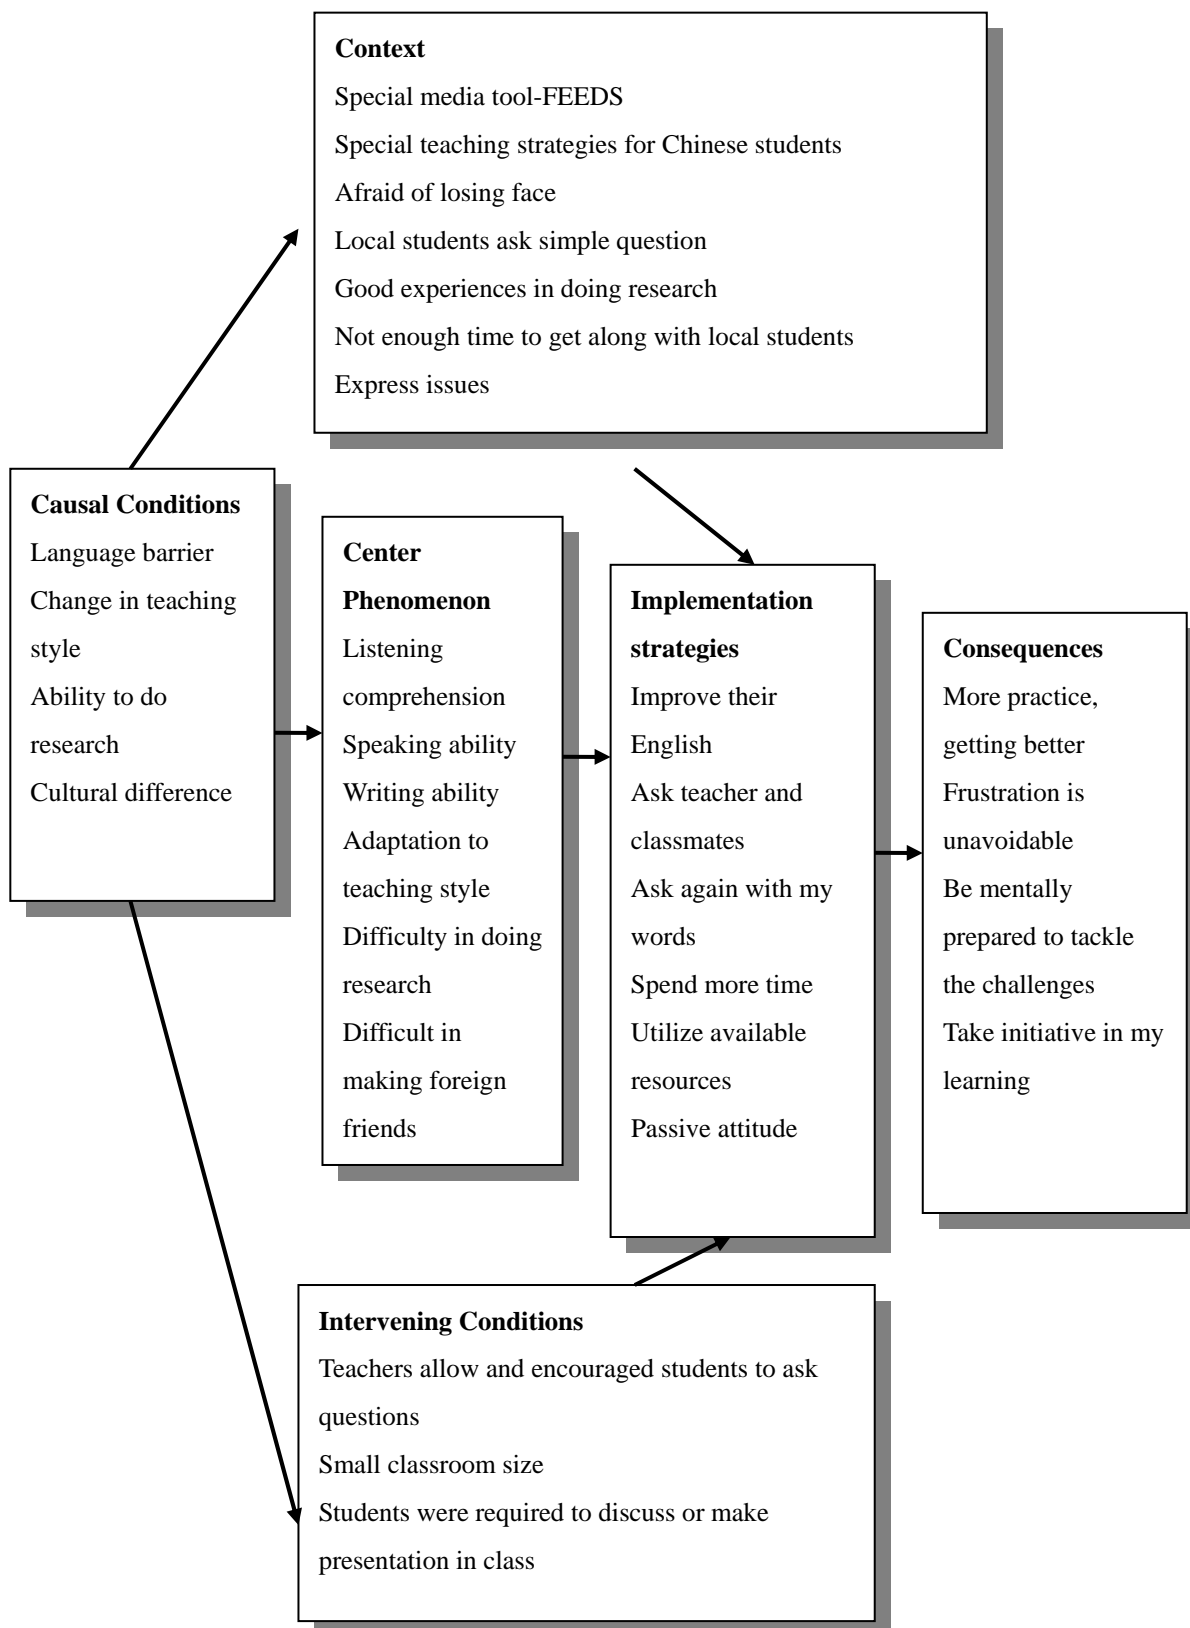 Context
Special media tool-FEEDS
Special teaching strategies for Chinese students
Afraid of losing face
Local students ask simple question
Good experiences in doing research
Not enough time to get along with local students
Express issues
Causal Conditions
Language barrier
Change in teaching
style
Ability to do
research
Cultural difference
Center
Phenomenon
Listening
comprehension
Speaking ability
Writing ability
Adaptation to
teaching style
Difficulty in doing
research
Difficult in
making foreign
friends
Implementation
strategies
Improve their
English
Ask teacher and
classmates
Ask again with my
words
Spend more time
Utilize available
resources
Passive attitude
Consequences
More practice,
getting better
Frustration is
unavoidable
Be mentally
prepared to tackle
the challenges
Take initiative in my
learning
Intervening Conditions
Teachers allow and encouraged students to ask
questions
Small classroom size
Students were required to discuss or make
presentation in class